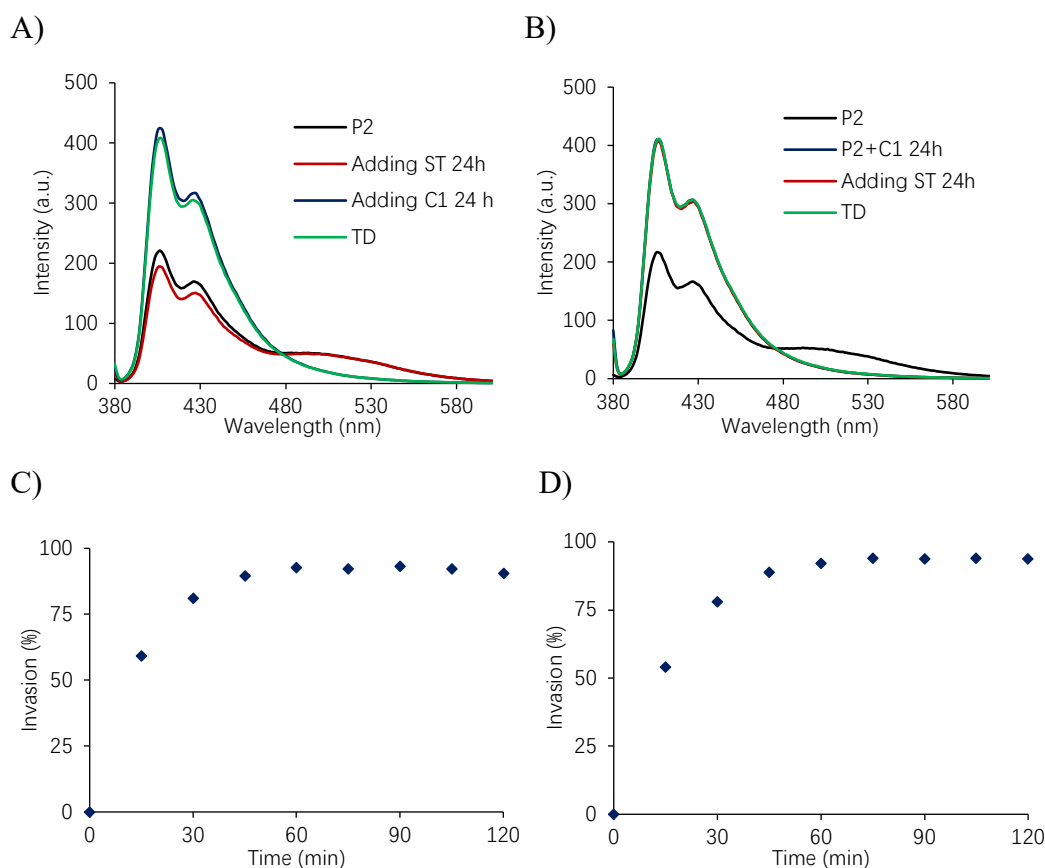 A)
500
400
300
200
100
0
Intensity (a.u.)
380
430
480
530
580
Wavelength (nm)
P2
Adding ST 24h
Adding C1 24 h
TD
B)
500
400
300
200
100
0
Intensity (a.u.)
380
430
480
530
580
Wavelength (nm)
P2
P2+C1 24h
Adding ST 24h
TD
C)
100
75
50
25
0
Invasion (%)
0
30
60
90
120
Time (min)
D)
100
75
50
25
0
Invasion (%)
0
30
60
90
120
Time (min)